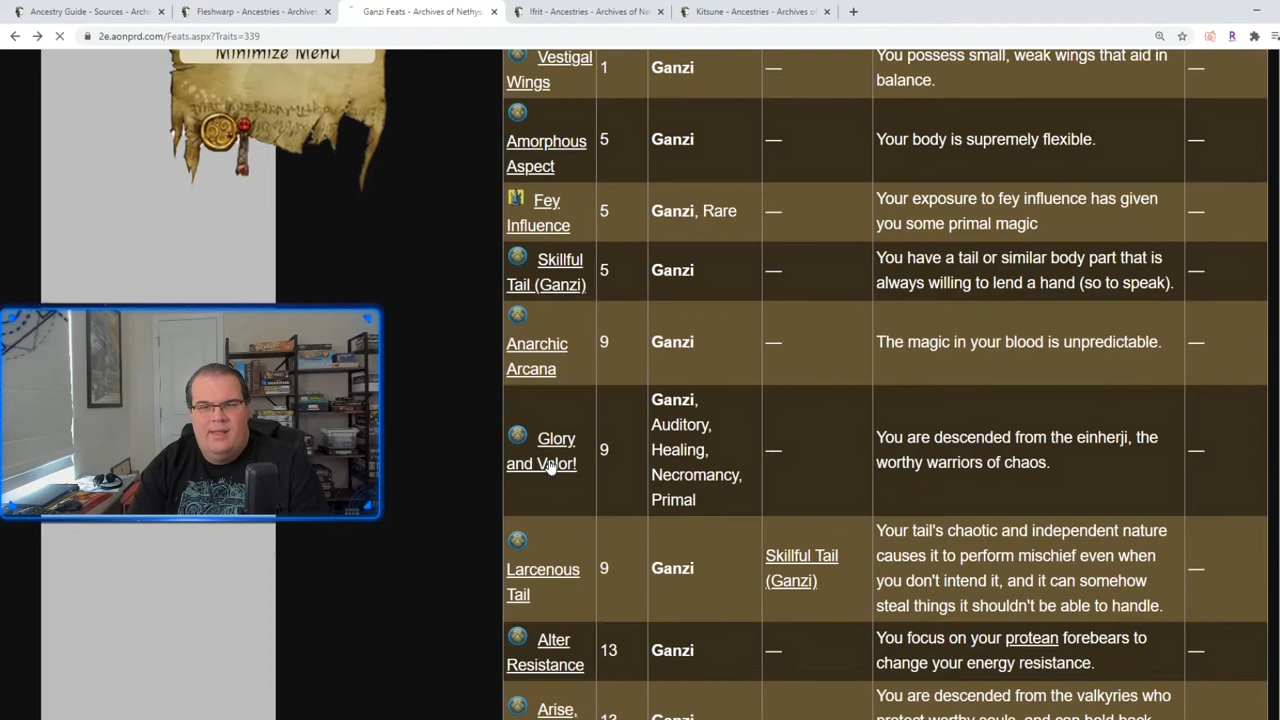 Ancestry Guide - Sources - Archi
Fleshwarp - Ancestries - Archives
Ganzi Feats - Archives of Nethys
Ifrit - Ancestries - Archives of Ne
Kitsune - Ancestries - Archives of
2e.aonprd.com/Feats.aspx?Traits=339
Minimize Menu
Vestigal Wings 1 Ganzi — You possess small, weak wings that aid in balance. —
Amorphous Aspect 5 Ganzi — Your body is supremely flexible. —
Fey Influence 5 Ganzi, Rare — Your exposure to fey influence has given you some primal magic —
Skillful Tail (Ganzi) 5 Ganzi — You have a tail or similar body part that is always willing to lend a hand (so to speak). —
Anarchic Arcana 9 Ganzi — The magic in your blood is unpredictable. —
Glory and Valor! 9 Ganzi, Auditory, Healing, Necromancy, Primal — You are descended from the einherji, the worthy warriors of chaos. —
Larcenous Tail 9 Ganzi Skillful Tail (Ganzi) Your tail's chaotic and independent nature causes it to perform mischief even when you don't intend it, and it can somehow steal things it shouldn't be able to handle. —
Alter Resistance 13 Ganzi — You focus on your protean forebears to change your energy resistance. —
Arise, 13 Ganzi You are descended from the valkyries who